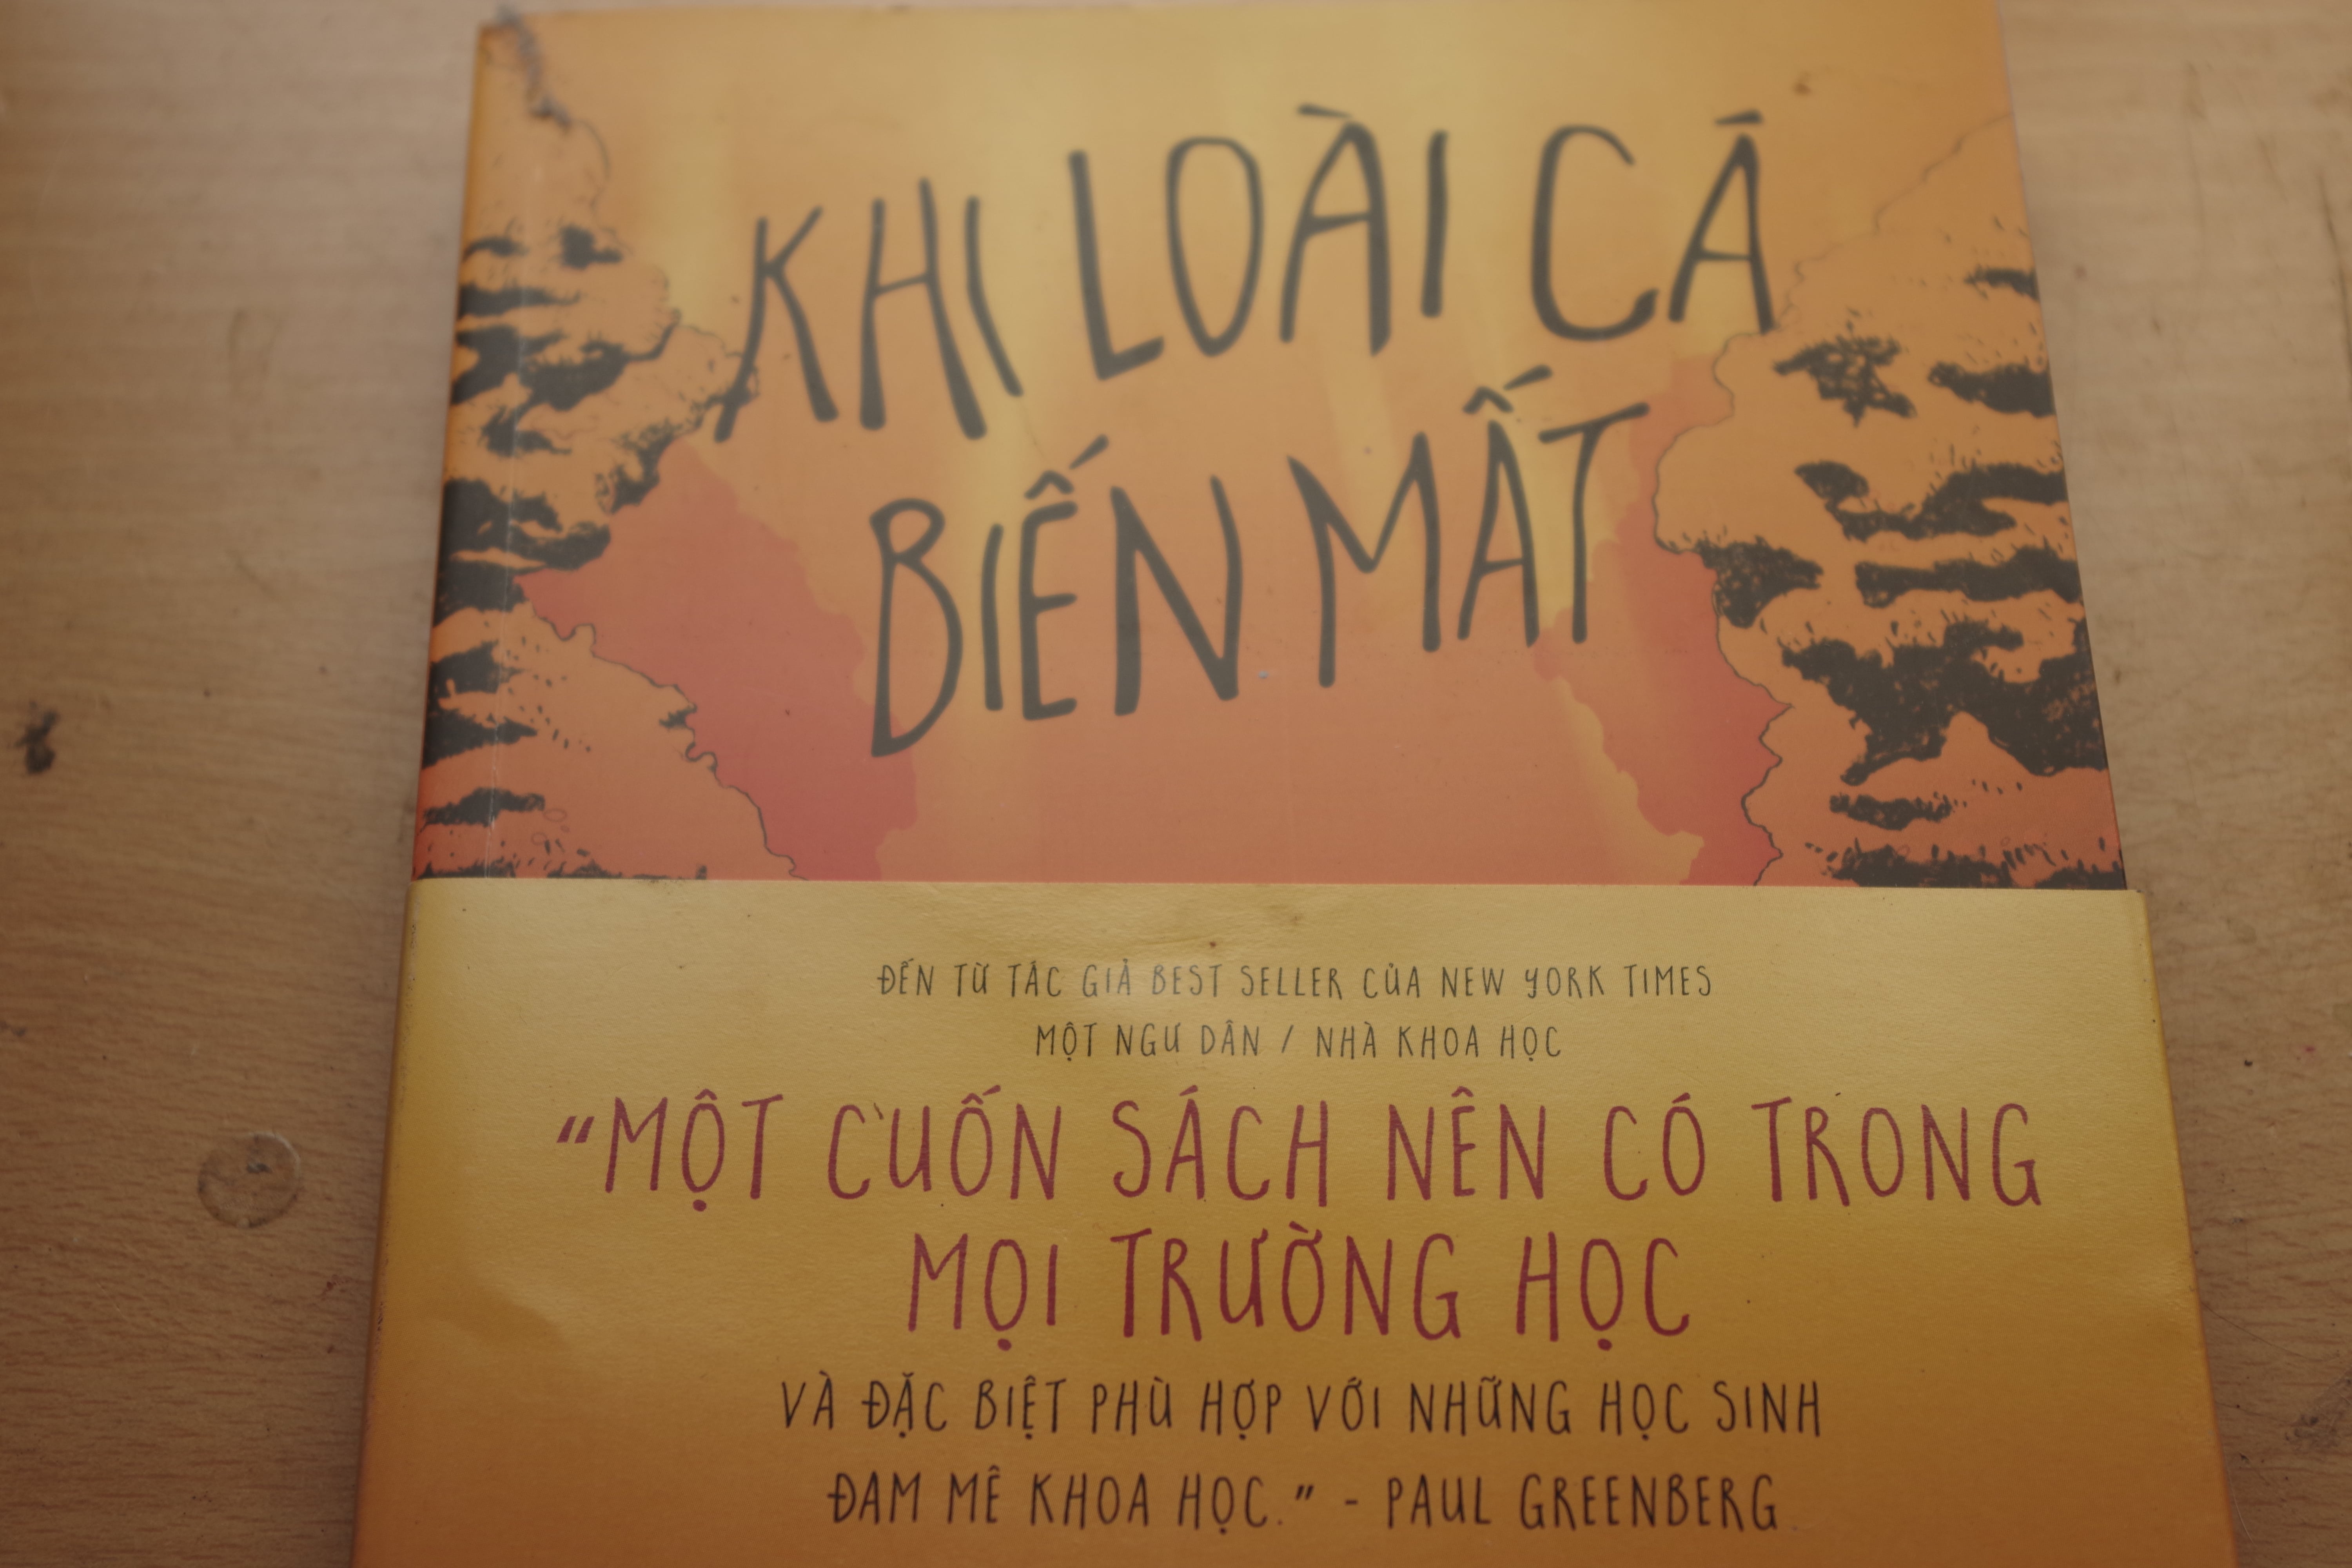 KHI LOÀI CÁ
BIẾN MẤT
ĐẾN TỪ TÁC GIẢ BEST SELLER CỦA NEW YORK TIMES
MỘT NGƯ DÂN / NHÀ KHOA HỌC
"MỘT CUỐN SÁCH NÊN CÓ TRONG
MỌI TRƯỜNG HỌC
VÀ ĐẶC BIỆT PHÙ HỢP VỚI NHỮNG HỌC SINH
ĐAM MÊ KHOA HỌC." - PAUL GREENBERG